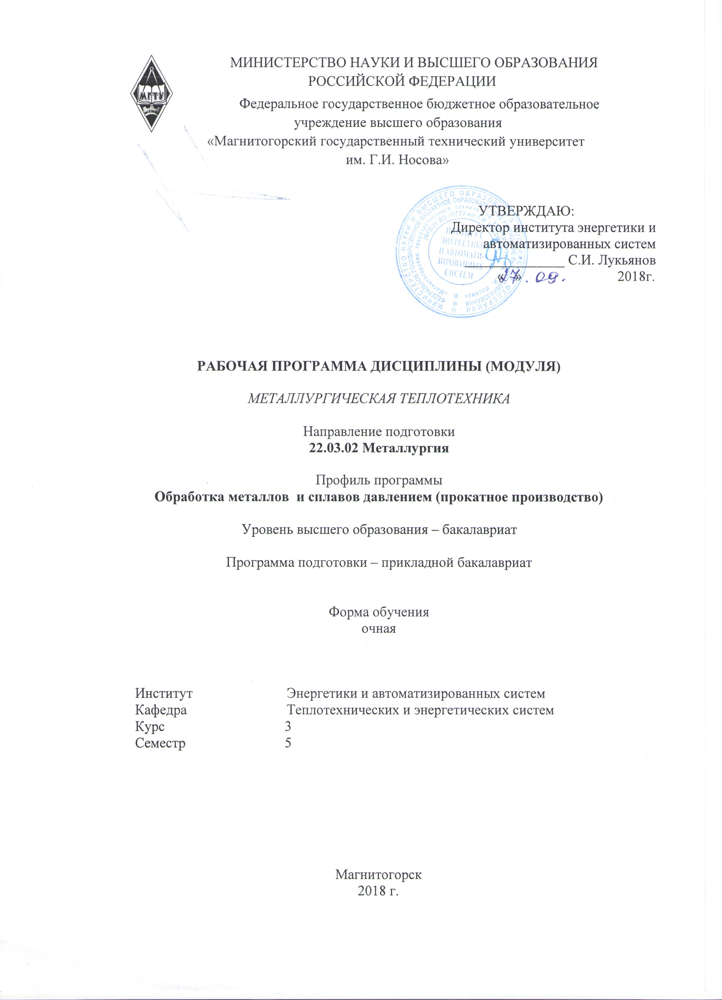 МИНИСТЕРСТВО НАУКИ И ВЫСШЕГО ОБРАЗОВАНИЯ
РОССИЙСКОЙ ФЕДЕРАЦИИ
Федеральное государственное бюджетное образовательное
учреждение высшего образования
«Магнитогорский государственный технический университет
им. Г.И. Носова»
МГТУ
УТВЕРЖДАЮ:
Директор института энергетики и
автоматизированных систем
С.И. Лукьянов
«27» . 09. 2018г.
ИНСТИТУТ
ЭНЕРГЕТИКИ
И АВТОМАТИ-
ЗИРОВАННЫХ
СИСТЕМ
РАБОЧАЯ ПРОГРАММА ДИСЦИПЛИНЫ (МОДУЛЯ)
МЕТАЛЛУРГИЧЕСКАЯ ТЕПЛОТЕХНИКА
Направление подготовки
22.03.02 Металлургия
Профиль программы
Обработка металлов  и сплавов давлением (прокатное производство)
Уровень высшего образования – бакалавриат
Программа подготовки – прикладной бакалавриат
Форма обучения
очная
Институт Энергетики и автоматизированных систем
Кафедра Теплотехнических и энергетических систем
Курс 3
Семестр 5
Магнитогорск
2018 г.